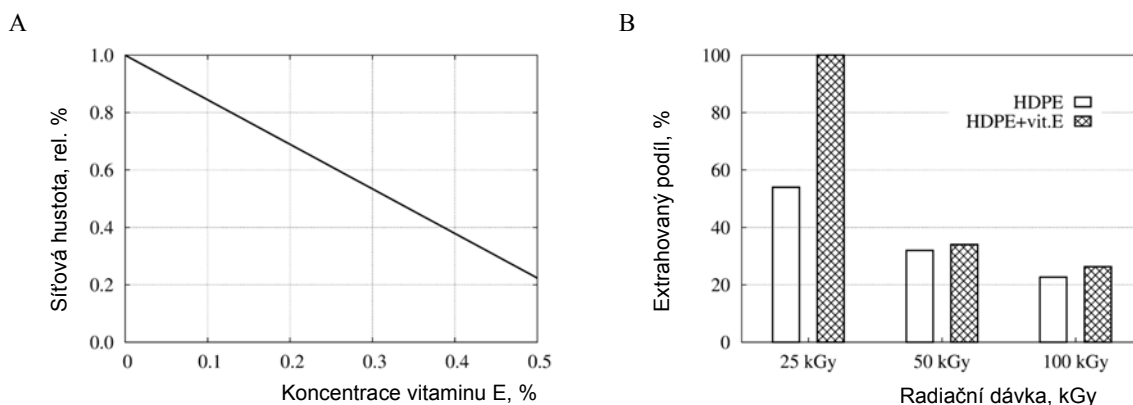 A
1.0
0.8
0.6
0.4
0.2
0.0
Síťová hustota, rel. %
0
0.1
0.2
0.3
0.4
0.5
Koncentrace vitaminu E, %
B
100
80
60
40
20
0
Extrahovaný podíl, %
HDPE
HDPE+vit.E
25 kGy
50 kGy
100 kGy
Radiační dávka, kGy